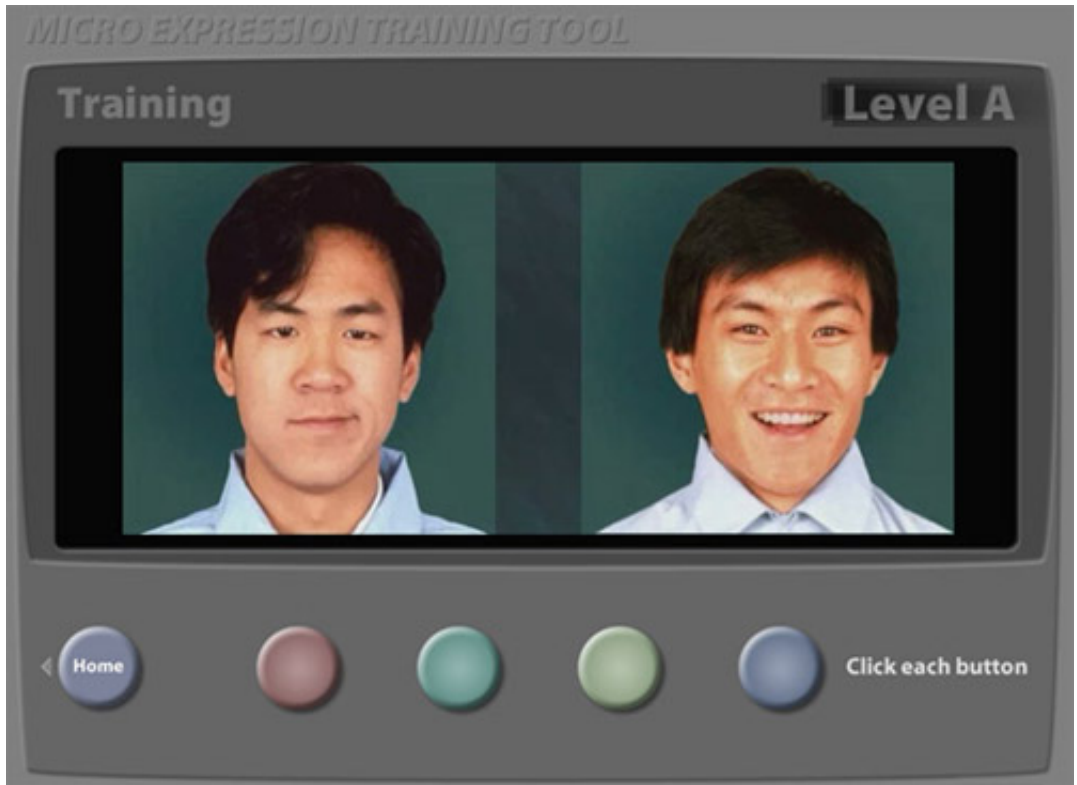 MICRO EXPRESSION TRAINING TOOL
Training
Level A
Home
Click each button